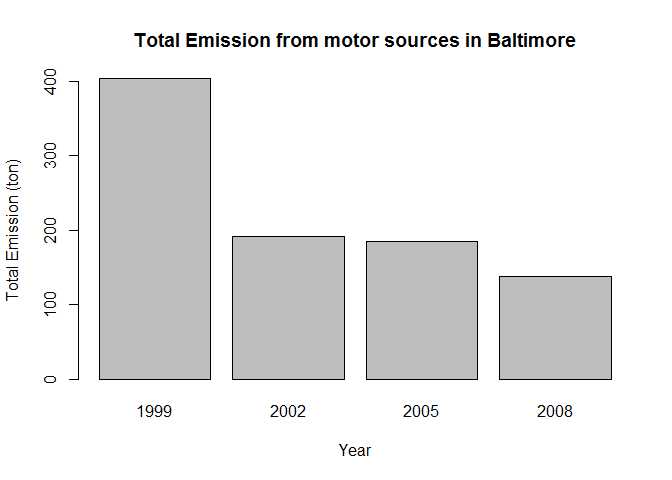 Total Emission from motor sources in Baltimore
Total Emission (ton)
400
300
200
100
0
1999 2002 2005 2008
Year